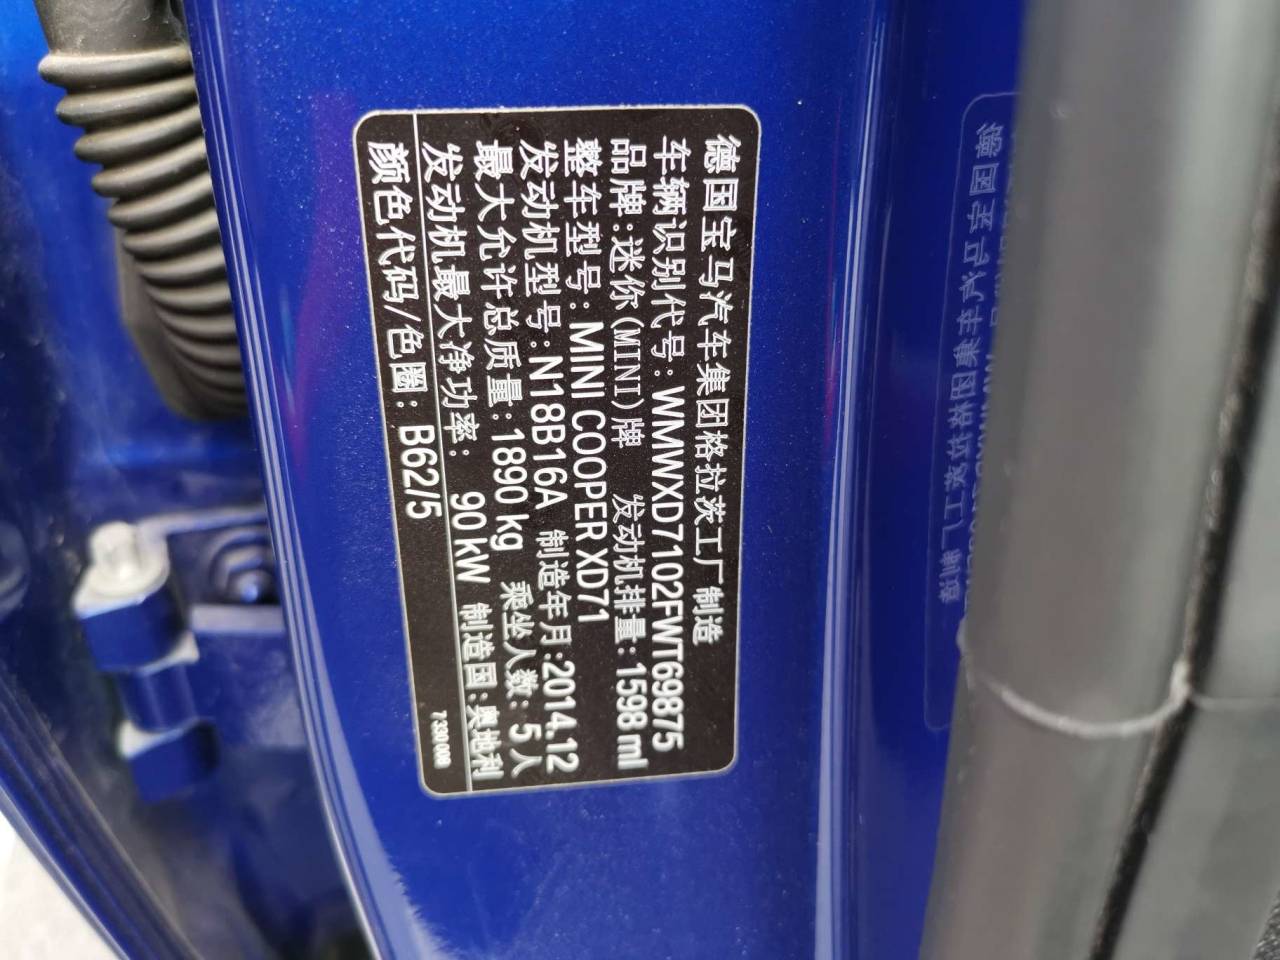 德国宝马汽车集团格拉茨工厂 制造
车辆识别代号:WMWXD7102FWT69875
品牌:迷你(MINI)牌 发动机排量:1598 ml
整车型号:MINI COOPER XD71
发动机型号:N18B16A 制造年月:2014.12
最大允许总质量:1890 kg 乘坐人数: 5 人
发动机最大净功率: 90 kW 制造国:奥地利
颜色代码/色圈: B62/5
7 330 006